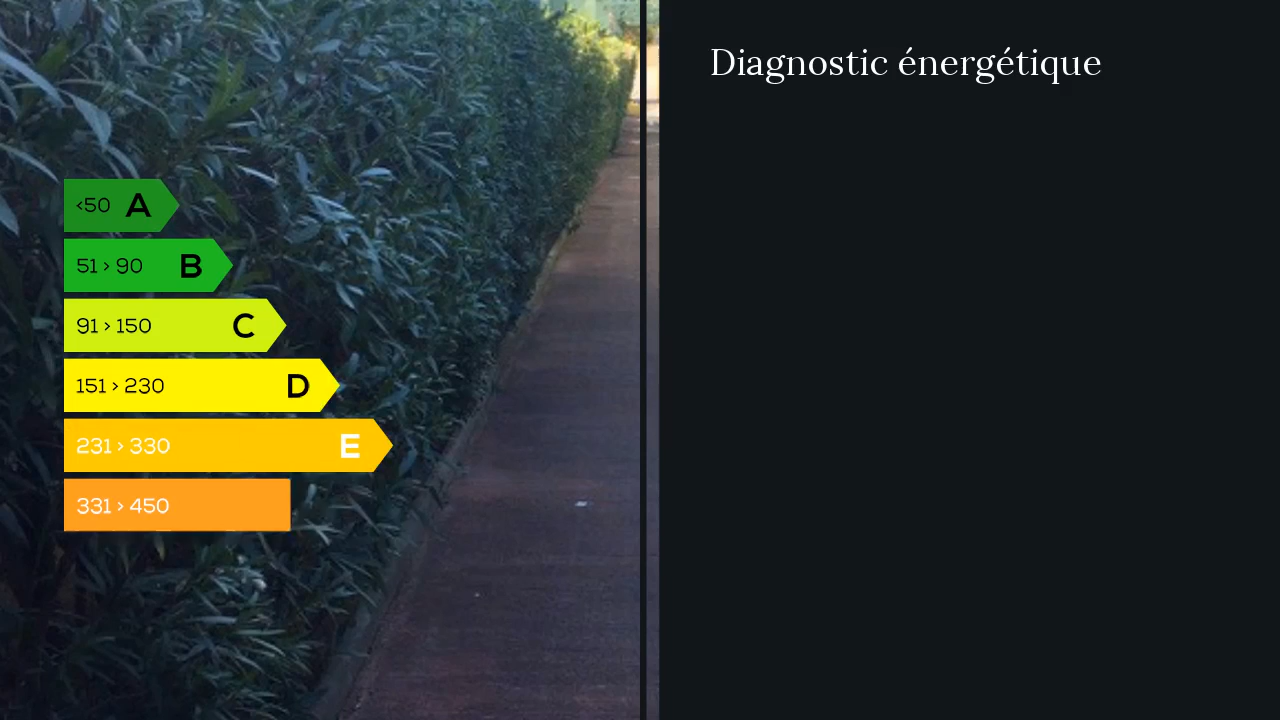 Diagnostic énergétique
<50 A
51 > 90 B
91 > 150 C
151 > 230 D
231 > 330 E
331 > 450